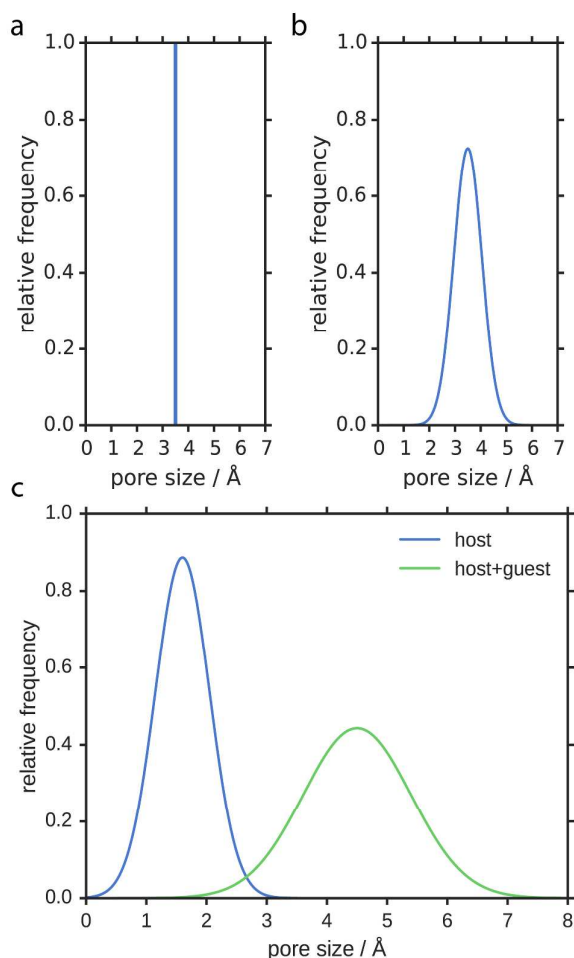 a
relative frequency
1.0
0.8
0.6
0.4
0.2
0.0
0 1 2 3 4 5 6 7
pore size / Å
b
relative frequency
1.0
0.8
0.6
0.4
0.2
0.0
0 1 2 3 4 5 6 7
pore size / Å
c
relative frequency
1.0
0.8
0.6
0.4
0.2
0.0
host
host+guest
0 1 2 3 4 5 6 7 8
pore size / Å